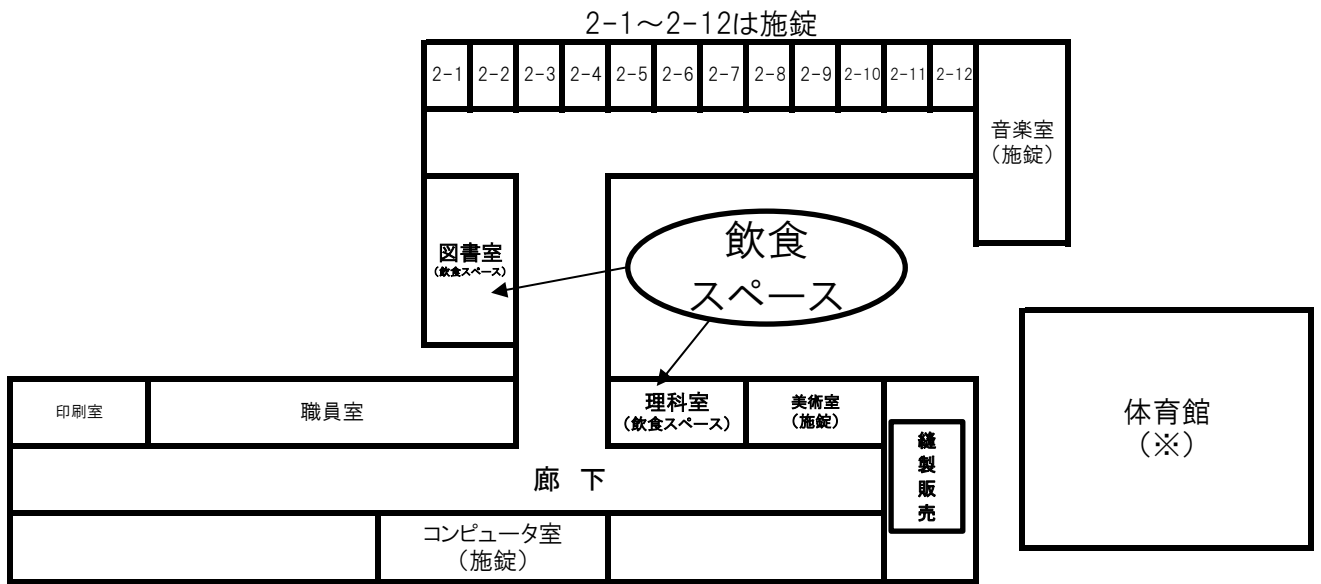 2-1～2-12は施錠
2-1 2-2 2-3 2-4 2-5 2-6 2-7 2-8 2-9 2-10 2-11 2-12
音楽室
（施錠）
図書室
（飲食スペース）
飲食
スペース
印刷室
職員室
理科室
（飲食スペース）
美術室
（施錠）
縫製販売
体育館
（※）
廊 下
コンピュータ室
（施錠）